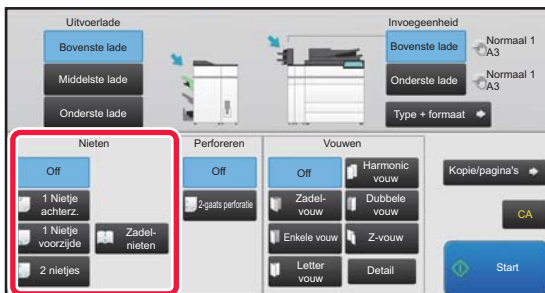 Uitvoerlade
Bovenste lade
Middelste lade
Onderste lade
Invoegeenheid
Bovenste lade
Normaal 1
A3
Onderste lade
Normaal 1
A3
Type + formaat
Nieten
Off
1 Nietje
achterz.
1 Nietje
voorzijde
Zadel-
nieten
2 nietjes
Perforeren
Off
2-gaats perforatie
Vouwen
Off
Harmonic
vouw
Zadel-
vouw
Dubbele
vouw
Enkele vouw
Z-vouw
Letter
vouw
Detail
Kopie/pagina's
CA
Start